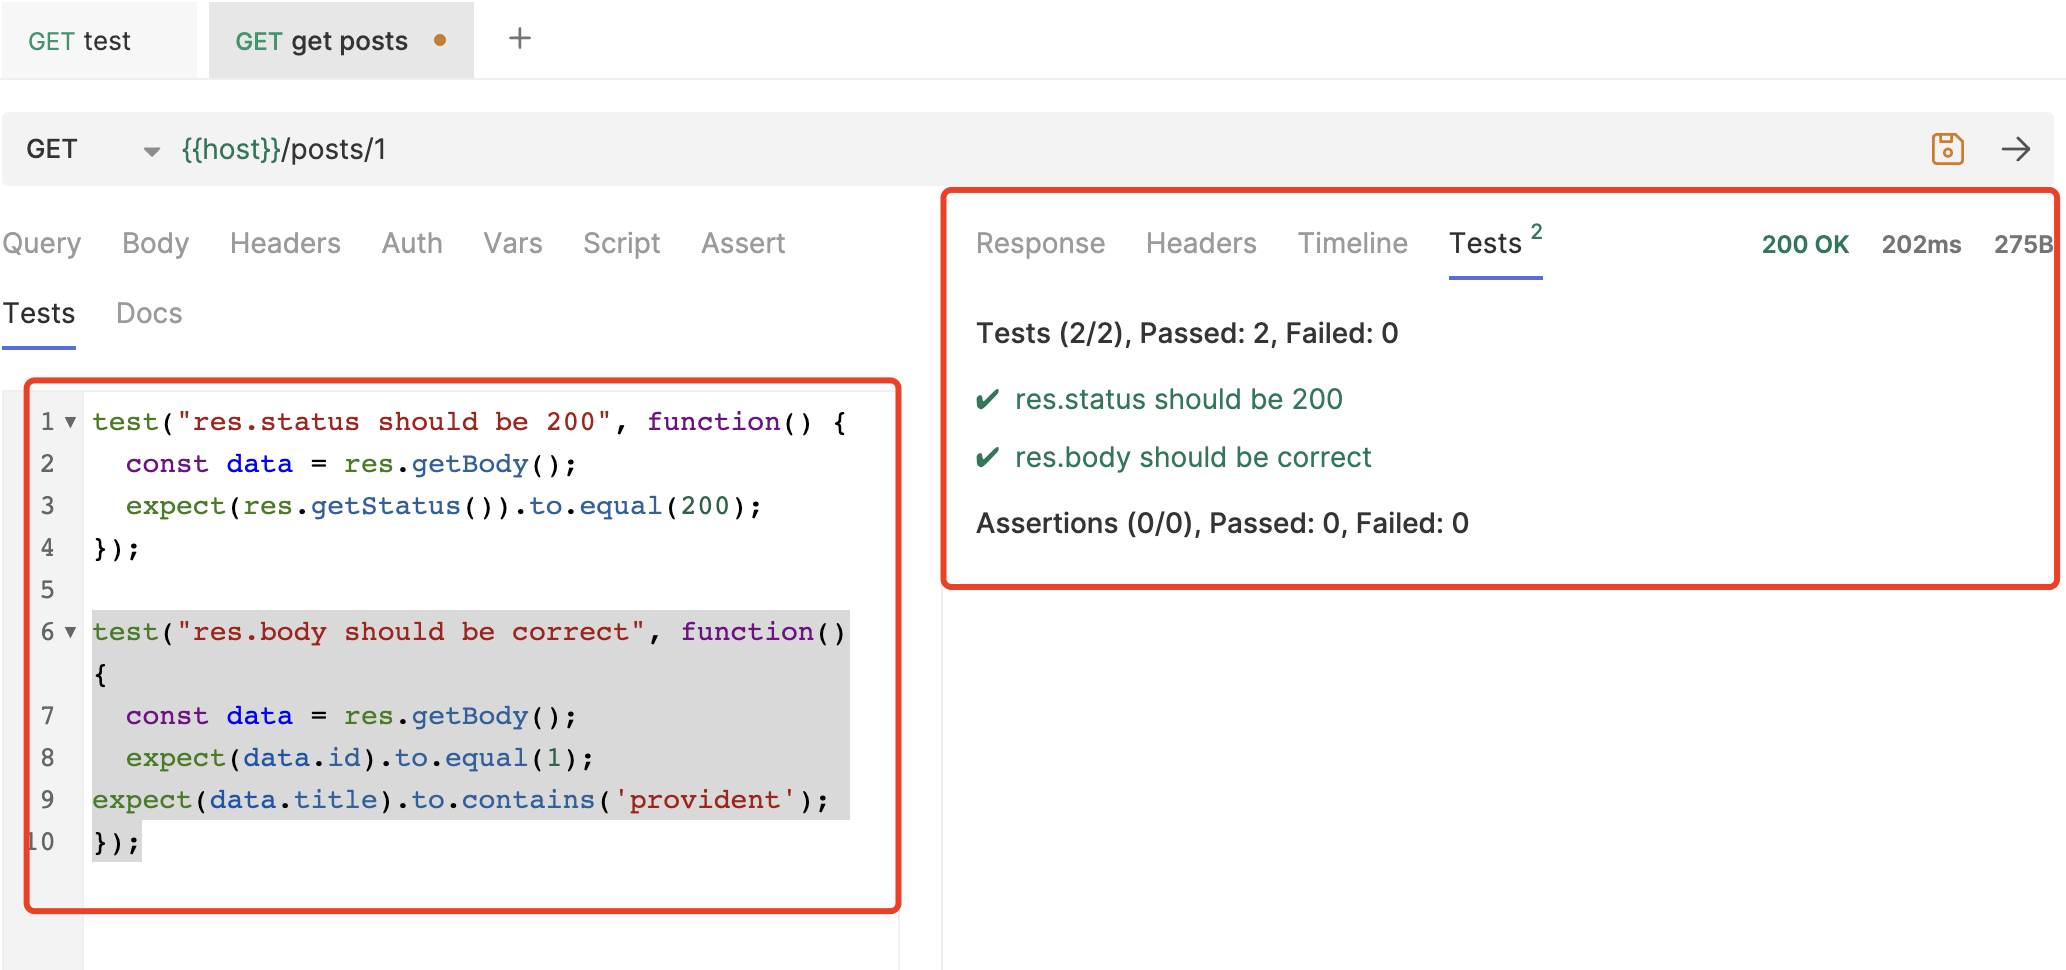 GET test
GET get posts
GET {{host}}/posts/1
Query Body Headers Auth Vars Script Assert
Tests Docs
1 test("res.status should be 200", function() {
2 const data = res.getBody();
3 expect(res.getStatus()).to.equal(200);
4 });
5
6 test("res.body should be correct", function()
{
7 const data = res.getBody();
8 expect(data.id).to.equal(1);
9 expect(data.title).to.contains('provident');
10 });
Response Headers Timeline Tests 2 200 OK 202ms 275B
Tests (2/2), Passed: 2, Failed: 0
✔ res.status should be 200
✔ res.body should be correct
Assertions (0/0), Passed: 0, Failed: 0